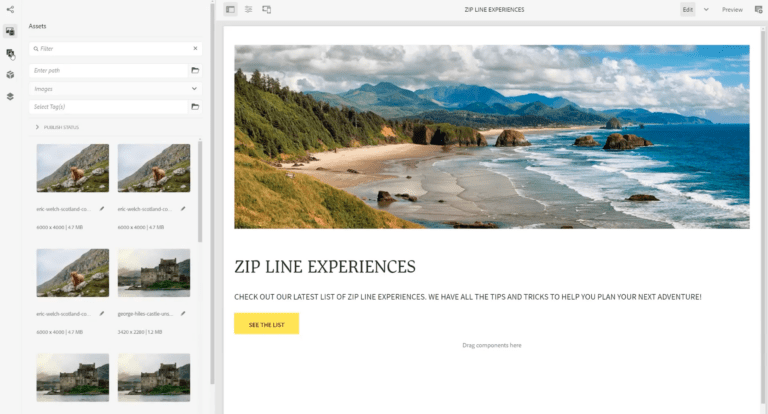 ZIP LINE EXPERIENCES
Edit
Preview
Assets
Filter
Enter path
Images
Select Tag(s)
PUBLISH STATUS
eric-welch-scotland-co...
eric-welch-scotland-co...
6000 x 4000 | 4.7 MB
6000 x 4000 | 4.7 MB
eric-welch-scotland-co...
george-hiles-castle-uns...
6000 x 4000 | 4.7 MB
3420 x 2280 | 1.2 MB
ZIP LINE EXPERIENCES
CHECK OUT OUR LATEST LIST OF ZIP LINE EXPERIENCES. WE HAVE ALL THE TIPS AND TRICKS TO HELP YOU PLAN YOUR NEXT ADVENTURE!
SEE THE LIST
Drag components here